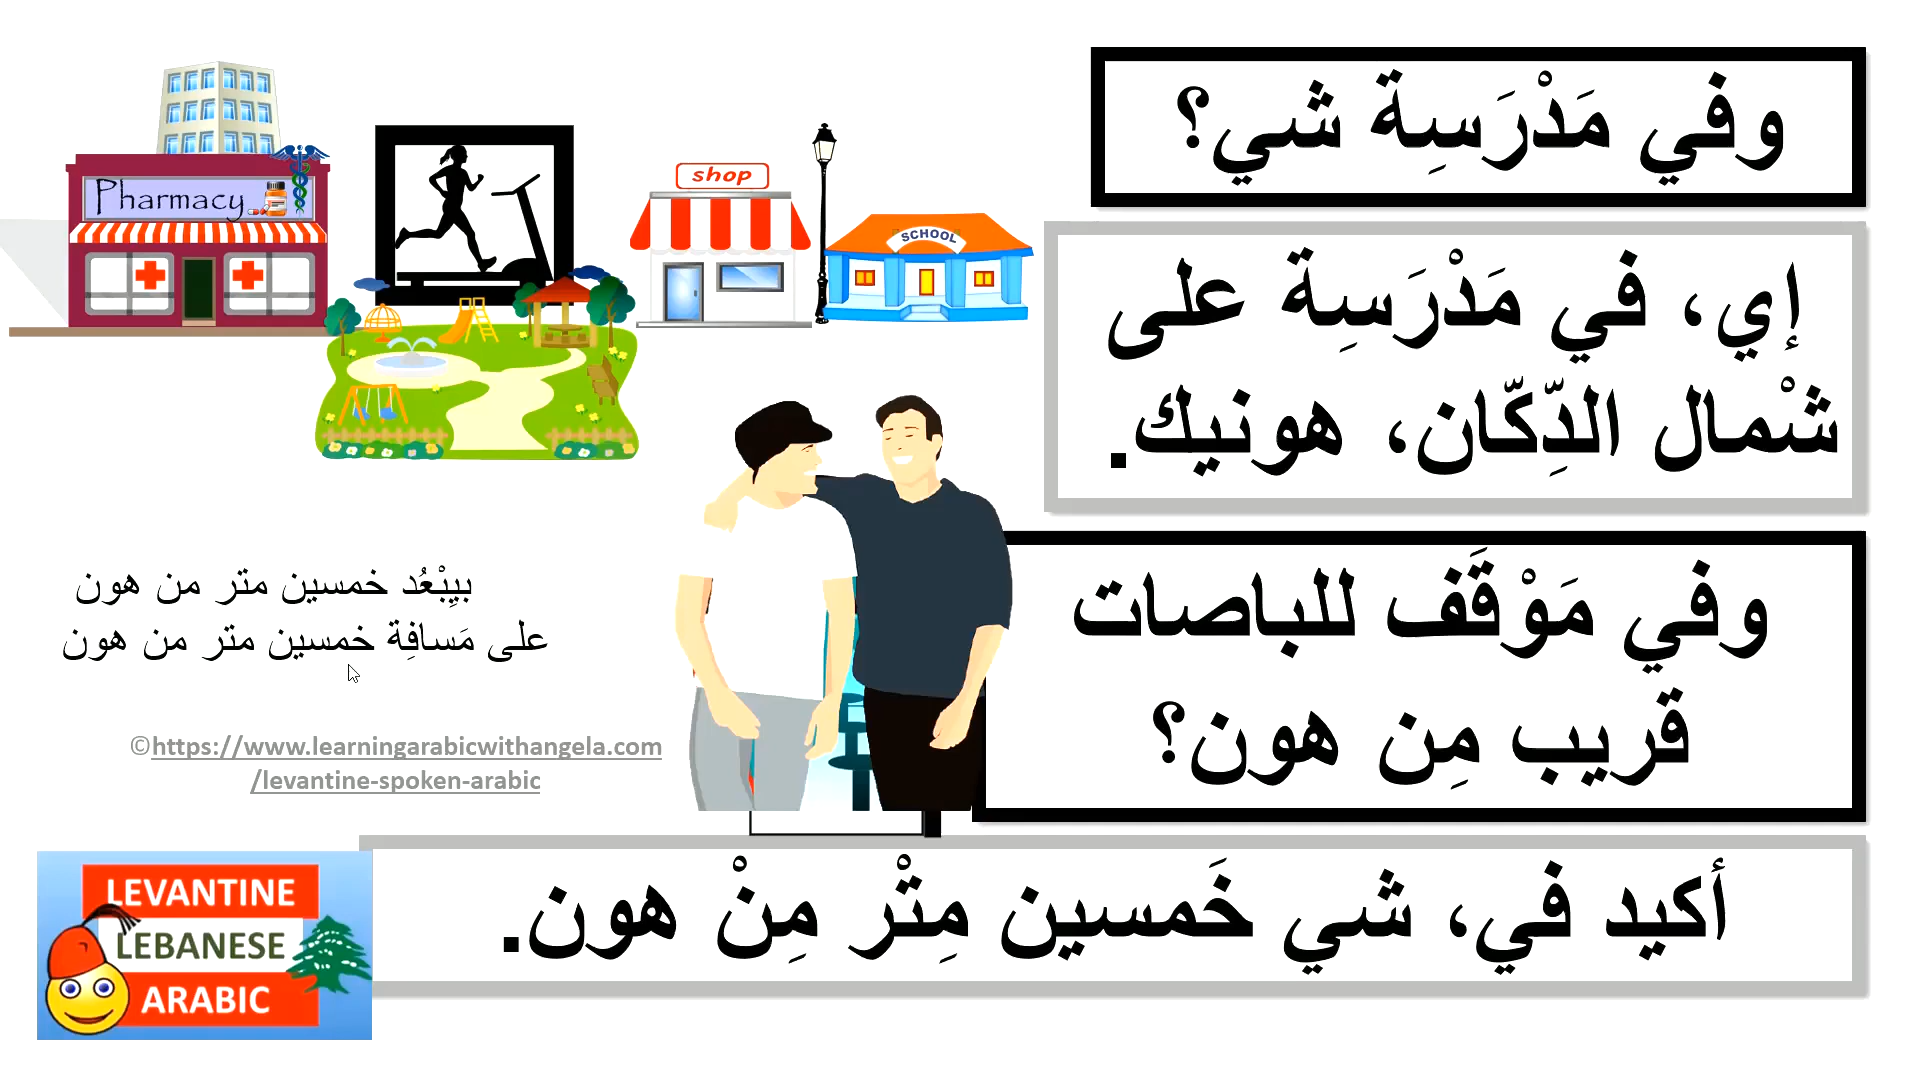 وفي مَدْرَسِة شي؟
إي، في مَدْرَسِة على
شْمال الدِّكّان، هونيك.
وفي مَوْقَف للباصات
قريب مِن هون؟
أكيد في، شي خَمسين مِتْر مِنْ هون.
بيِبْعُد خمسين متر من هون
على مَسافِة خمسين متر من هون
©https://www.learningarabicwithangela.com
/levantine-spoken-arabic
Pharmacy
shop
SCHOOL
LEVANTINE
LEBANESE
ARABIC